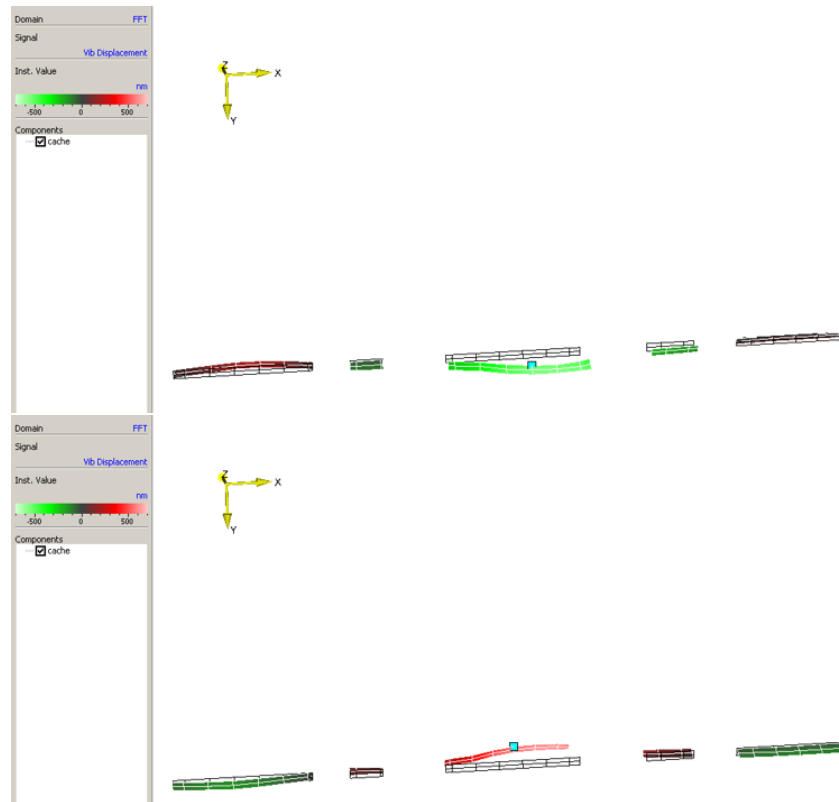 Domain FFT
Signal
Vib Displacement
Inst. Value
nm
-500 0 500
Components
cache
Z
X
Y
Domain FFT
Signal
Vib Displacement
Inst. Value
nm
-500 0 500
Components
cache
Z
X
Y